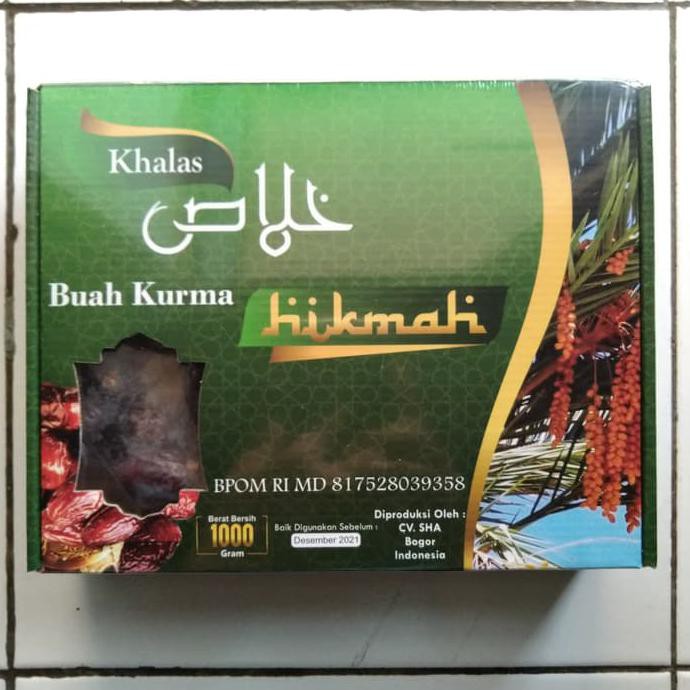 Khalas
خلاص
Buah Kurma
hikmah
BPOM RI MD 817528039358
Berat Bersih
1000
Gram
Baik Digunakan Sebelum :
Desember 2021
Diproduksi Oleh :
CV. SHA
Bogor
Indonesia